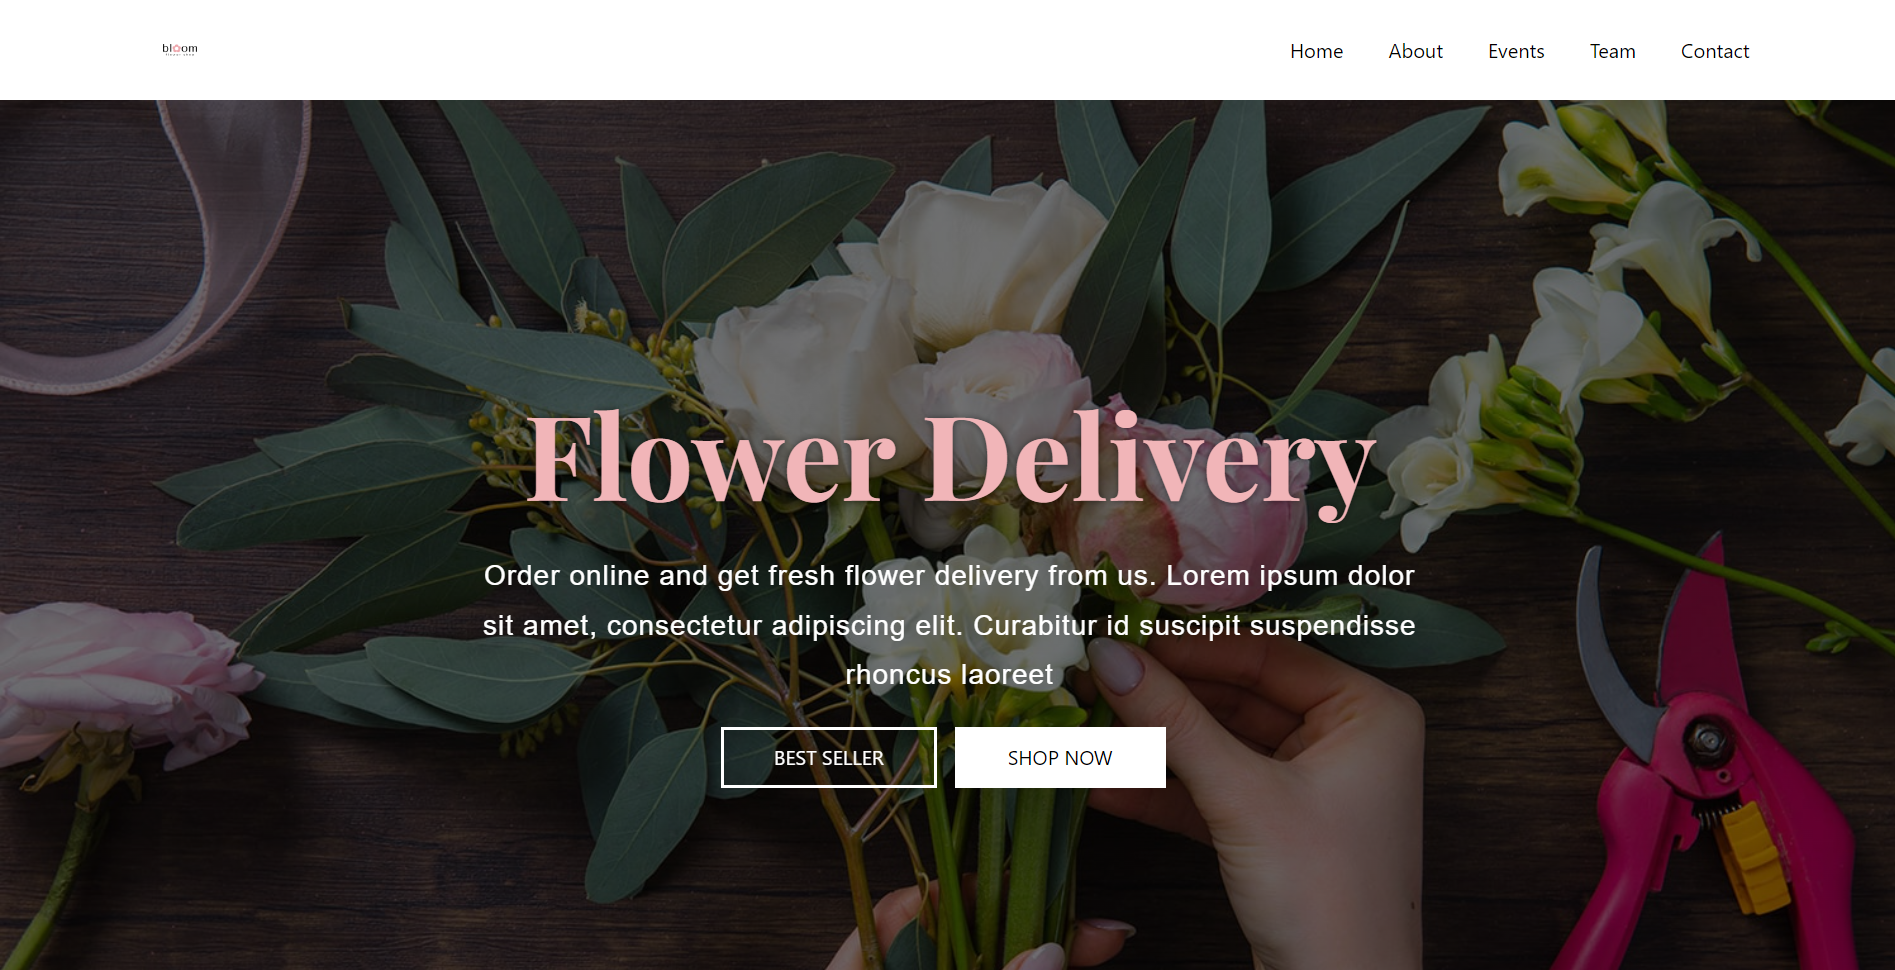 bloom
Home About Events Team Contact
Flower Delivery
Order online and get fresh flower delivery from us. Lorem ipsum dolor
sit amet, consectetur adipiscing elit. Curabitur id suscipit suspendisse
rhoncus laoreet
BEST SELLER SHOP NOW